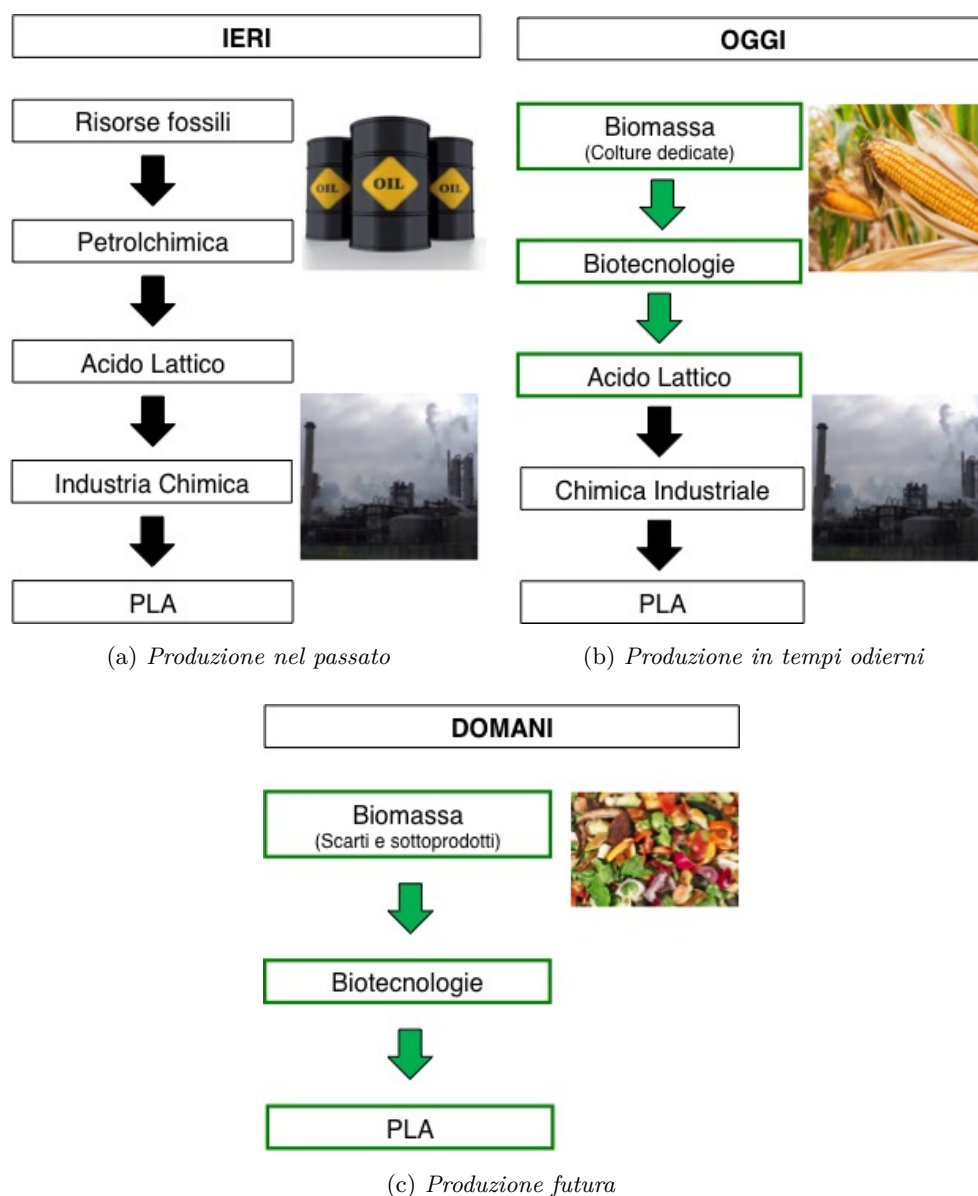 IERI
Risorse fossili
OIL
OIL
OIL
Petrolchimica
Acido Lattico
Industria Chimica
PLA
(a) Produzione nel passato
OGGI
Biomassa
(Colture dedicate)
Biotecnologie
Acido Lattico
Chimica Industriale
PLA
(b) Produzione in tempi odierni
DOMANI
Biomassa
(Scarti e sottoprodotti)
Biotecnologie
PLA
(c) Produzione futura